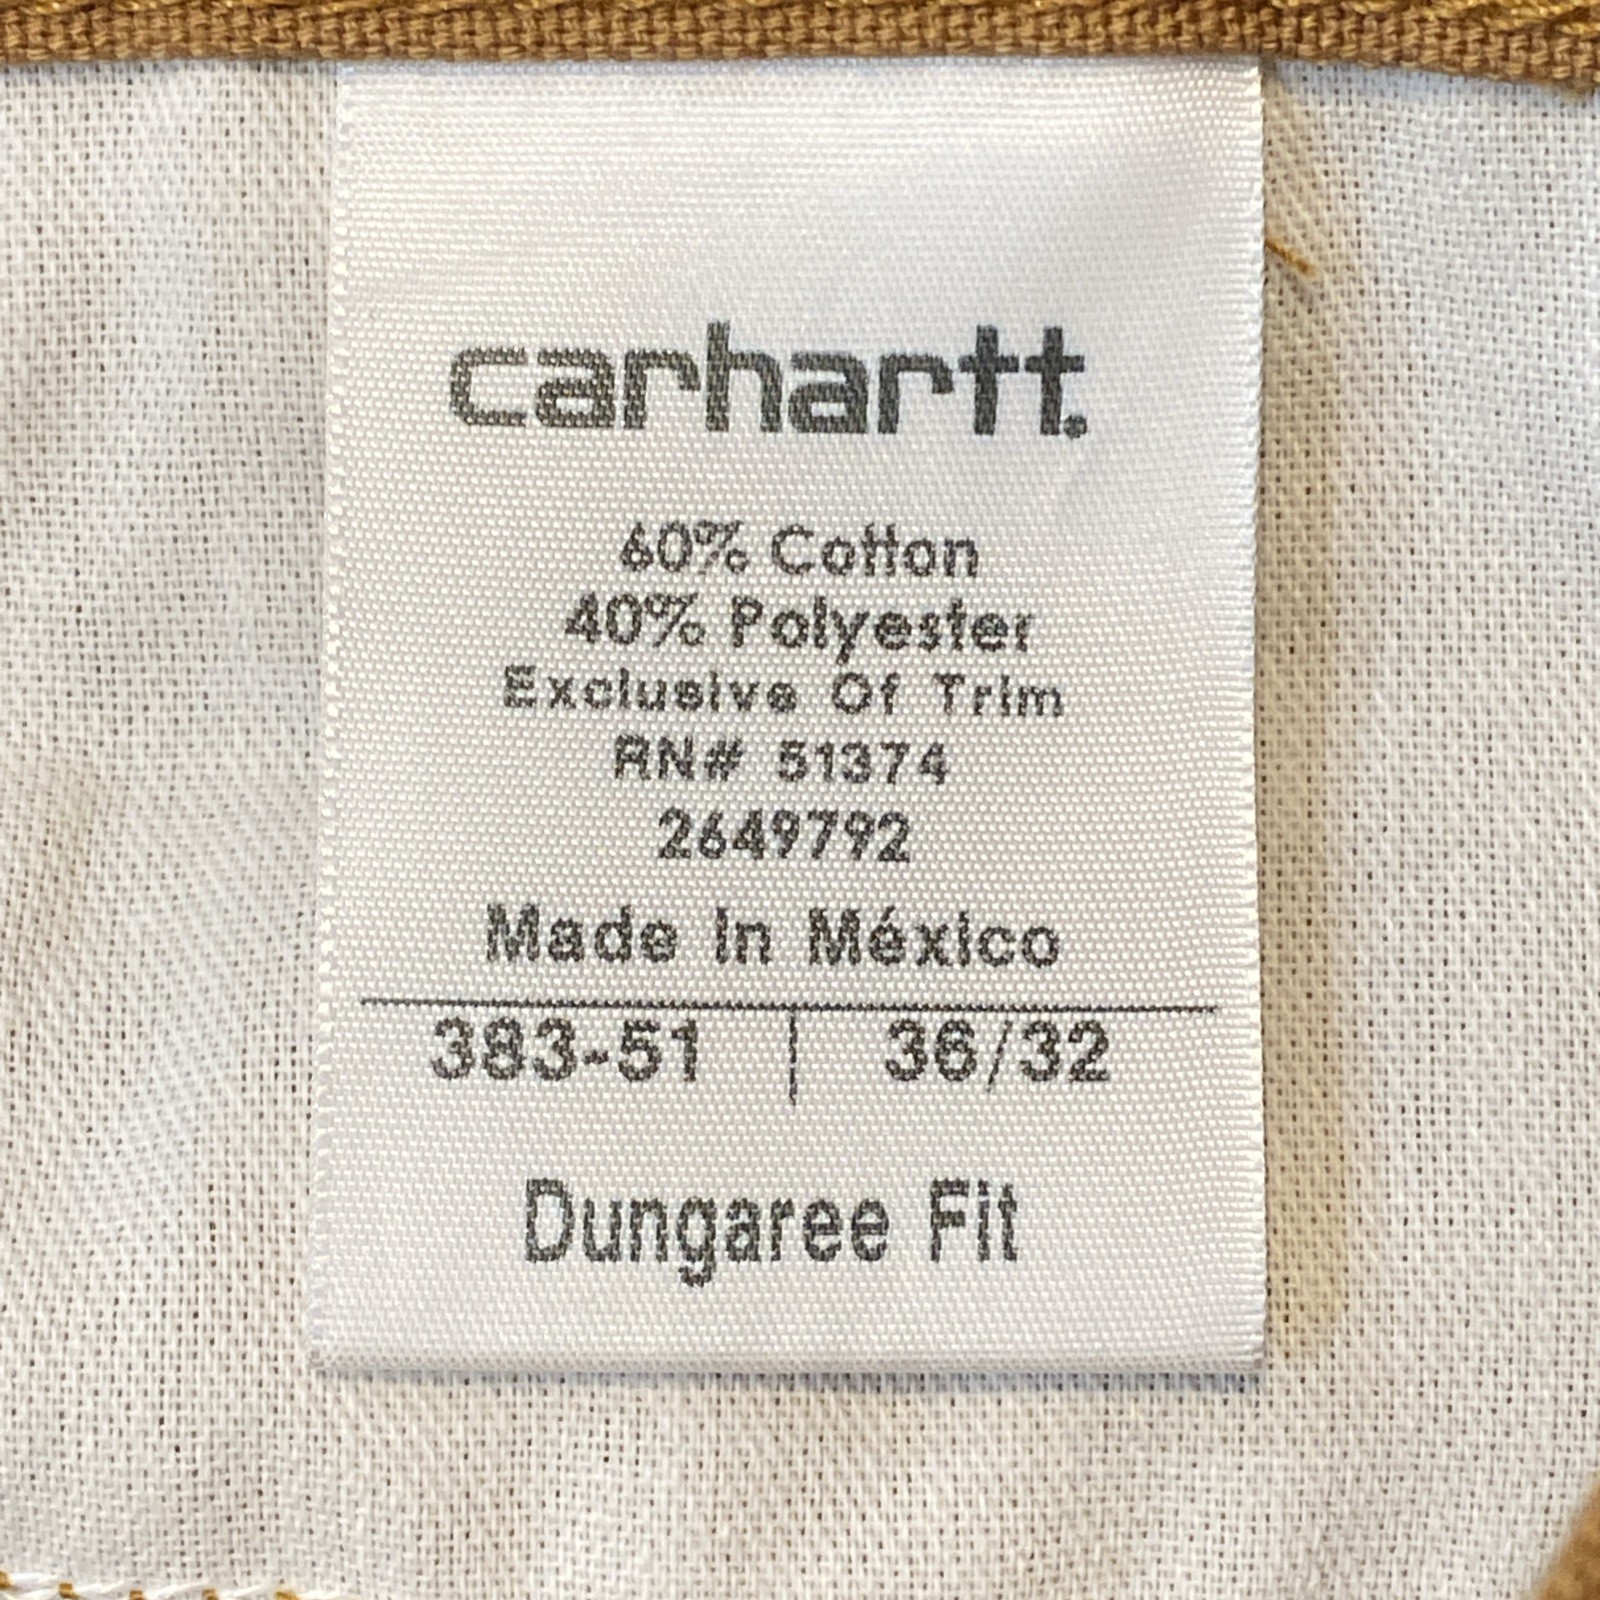 carhartt.
60% Cotton
40% Polyester
Exclusive Of Trim
RN# 51374
2649792
Made In México
383-51 | 36/32
Dungaree Fit